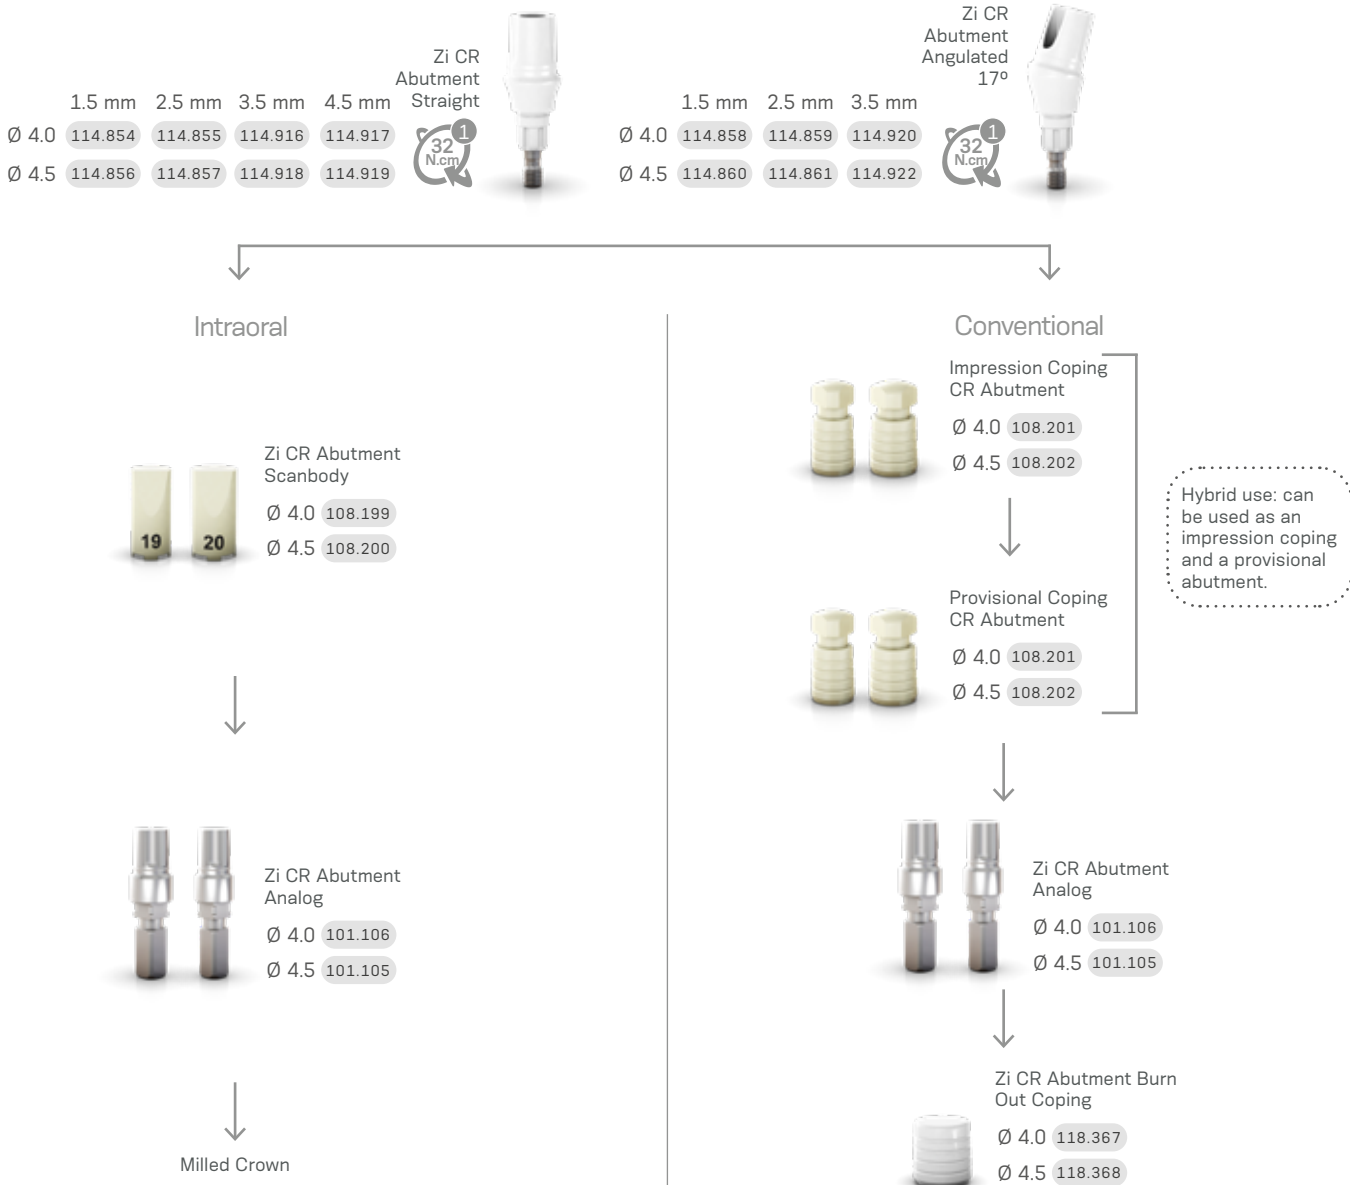 Zi CR
Abutment
Straight
1.5 mm 2.5 mm 3.5 mm 4.5 mm
Ø 4.0 114.854 114.855 114.916 114.917
Ø 4.5 114.856 114.857 114.918 114.919
32
N.cm
1
Zi CR
Abutment
Angulated
17º
1.5 mm 2.5 mm 3.5 mm
Ø 4.0 114.858 114.859 114.920
Ø 4.5 114.860 114.861 114.922
32
N.cm
1
Intraoral
Zi CR Abutment
Scanbody
Ø 4.0 108.199
Ø 4.5 108.200
19 20
Zi CR Abutment
Analog
Ø 4.0 101.106
Ø 4.5 101.105
Milled Crown
Conventional
Impression Coping
CR Abutment
Ø 4.0 108.201
Ø 4.5 108.202
Provisional Coping
CR Abutment
Ø 4.0 108.201
Ø 4.5 108.202
Hybrid use: can
be used as an
impression coping
and a provisional
abutment.
Zi CR Abutment
Analog
Ø 4.0 101.106
Ø 4.5 101.105
Zi CR Abutment Burn
Out Coping
Ø 4.0 118.367
Ø 4.5 118.368